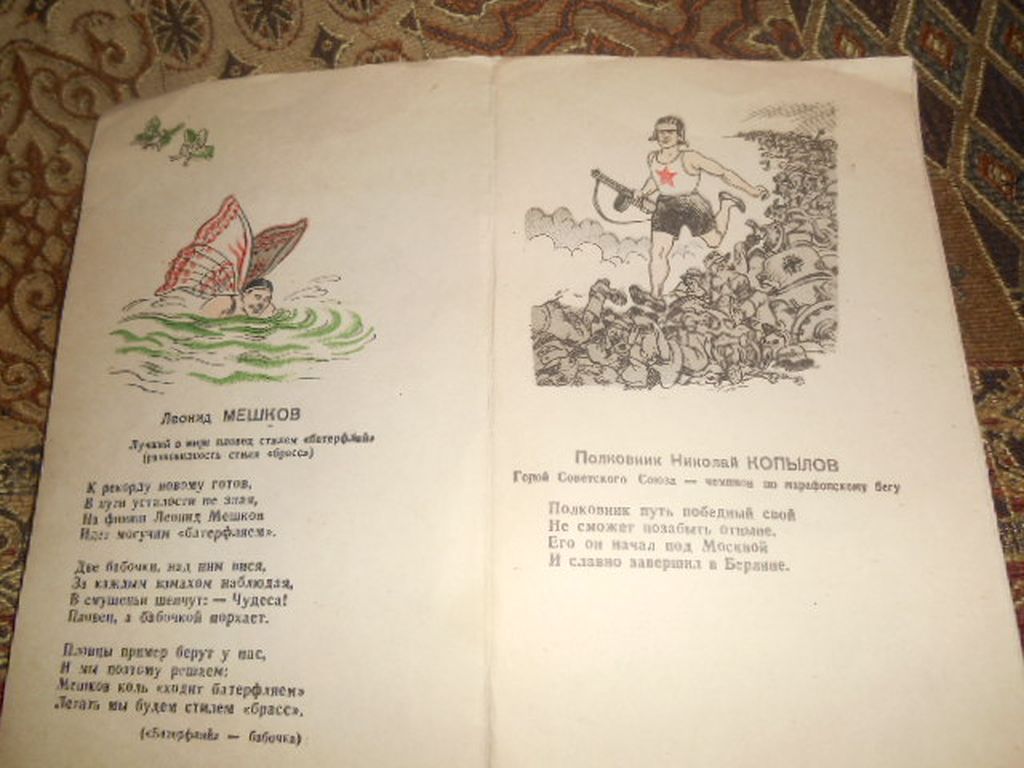 Леонид МЕШКОВ
Лучший в мире пловец стилем «батерфляй»
(разновидность стиля «брасс»)
К рекорду новому готов,
В пути усталости не зная,
На финиш Леонид Мешков
Идет могучим «батерфляем».
Две бабочки, над ним вися,
За каждым взмахом наблюдая,
В смущеньи шепчут: — Чудеса!
Пловец, а бабочкой порхает.
Пловцы пример берут у нас,
И мы поэтому решаем:
Мешков коль «ходит батерфляем»
Летать мы будем стилем «брасс».
(«Батерфляй» — бабочка)
Полковник Николай КОПЫЛОВ
Герой Советского Союза — чемпион по марафонскому бегу
Полковник путь победный свой
Не сможет позабыть отныне.
Его он начал под Москвой
И славно завершил в Берлине.